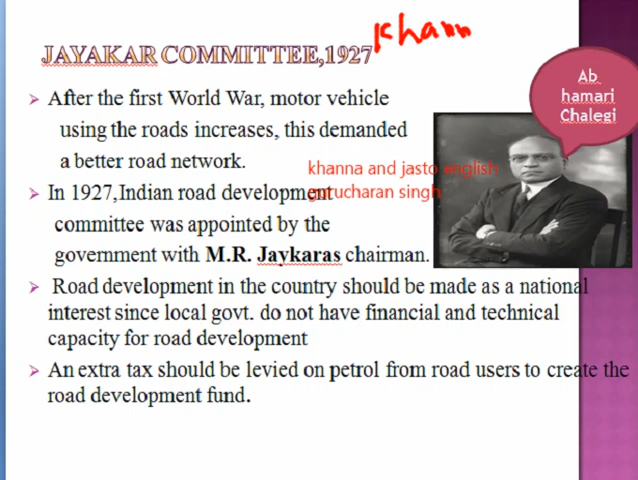 Khann
JAYAKAR COMMITTEE,1927
Ab
hamari
Chalegi
After the first World War, motor vehicle
using the roads increases, this demanded
a better road network.
khanna and jasto english
gurucharan singh
In 1927,Indian road development
committee was appointed by the
government with M.R. Jaykaras chairman.
Road development in the country should be made as a national
interest since local govt. do not have financial and technical
capacity for road development
An extra tax should be levied on petrol from road users to create the
road development fund.